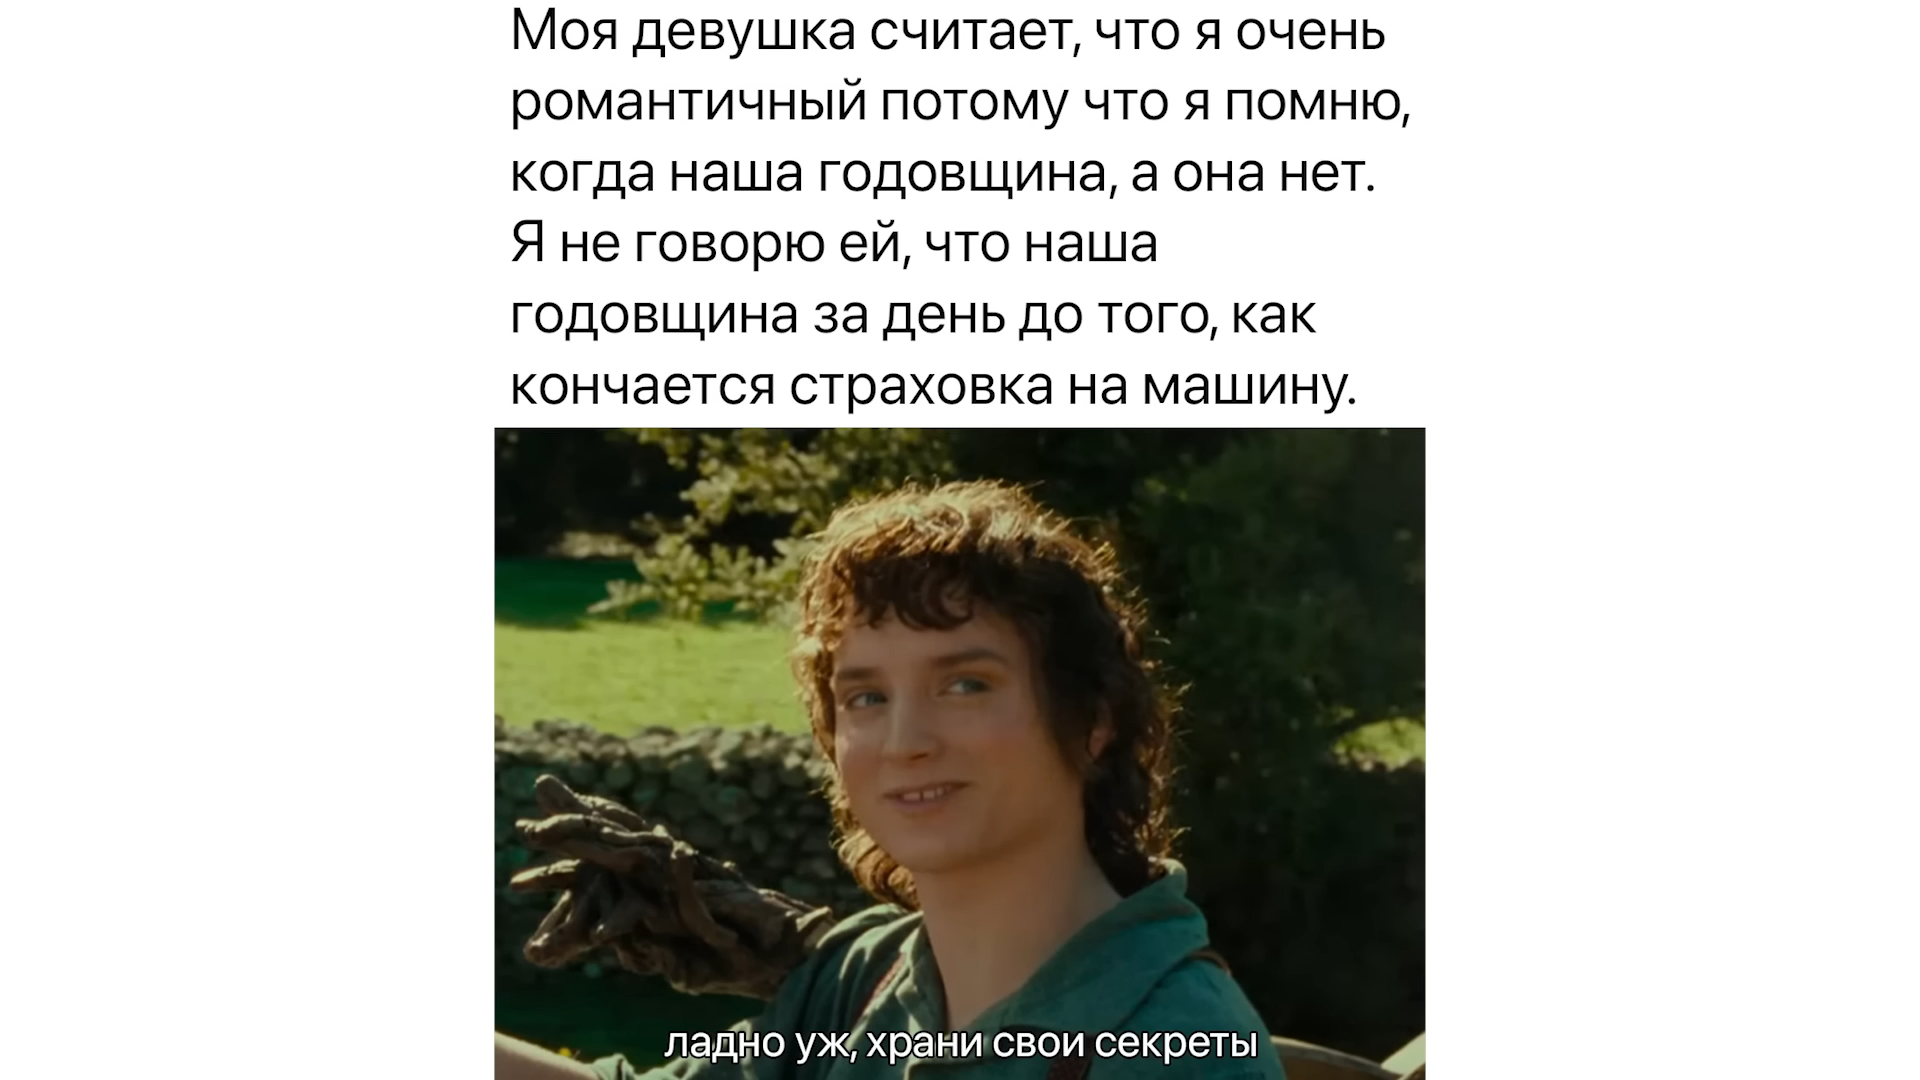 Моя девушка считает, что я очень
романтичный потому что я помню,
когда наша годовщина, а она нет.
Я не говорю ей, что наша
годовщина за день до того, как
кончается страховка на машину.
ладно уж, храни свои секреты